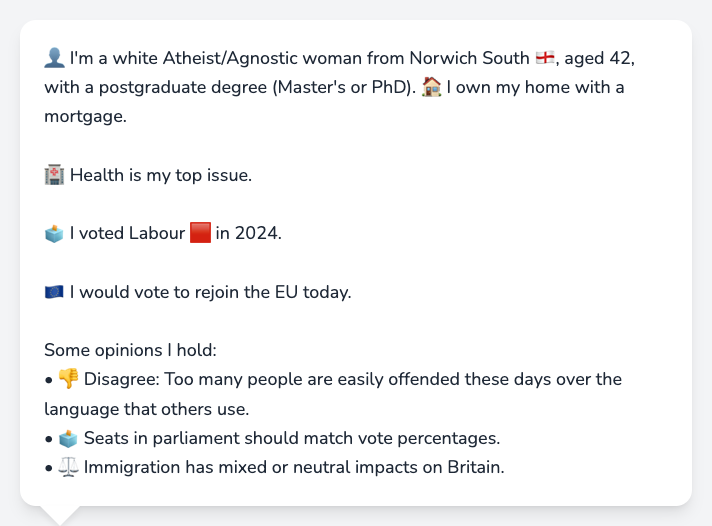 👤 I'm a white Atheist/Agnostic woman from Norwich South 🏴󠁧󠁢󠁥󠁮󠁧󠁿, aged 42,
with a postgraduate degree (Master's or PhD). 🏠 I own my home with a
mortgage.
🏥 Health is my top issue.
🗳️ I voted Labour 🟥 in 2024.
🇪🇺 I would vote to rejoin the EU today.
Some opinions I hold:
• 👎 Disagree: Too many people are easily offended these days over the
language that others use.
• 🗳️ Seats in parliament should match vote percentages.
• ⚖️ Immigration has mixed or neutral impacts on Britain.